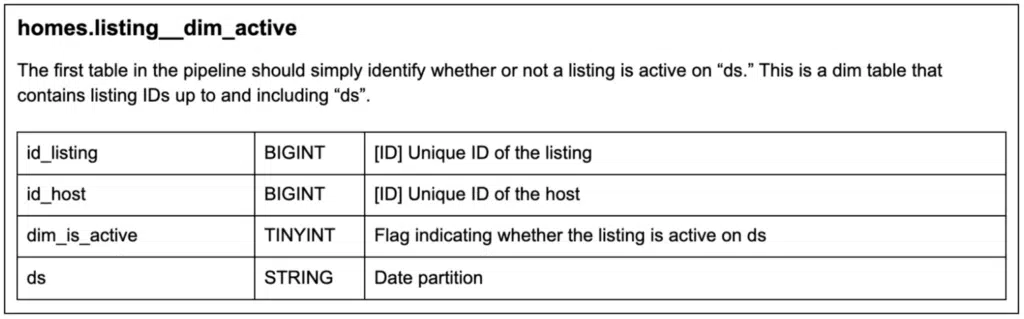 homes.listing__dim_active
The first table in the pipeline should simply identify whether or not a listing is active on “ds.” This is a dim table that
contains listing IDs up to and including “ds”.
id_listing BIGINT [ID] Unique ID of the listing
id_host BIGINT [ID] Unique ID of the host
dim_is_active TINYINT Flag indicating whether the listing is active on ds
ds STRING Date partition